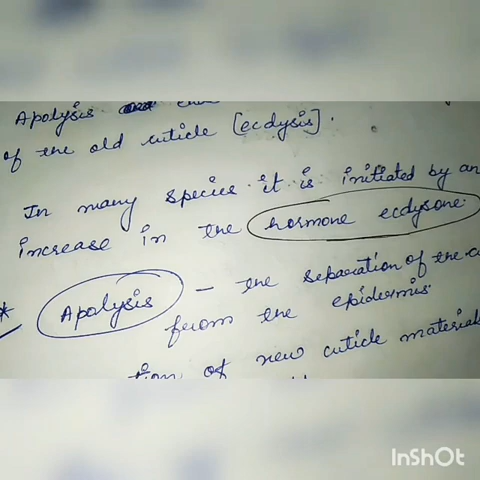 Apolysis and
of the old cuticle [ecdysis].
In many species it is initiated by an
increase in the hormone ecdysone
* Apolysis - the separation of the
from the epidermis.
of new cuticle material
InShOt